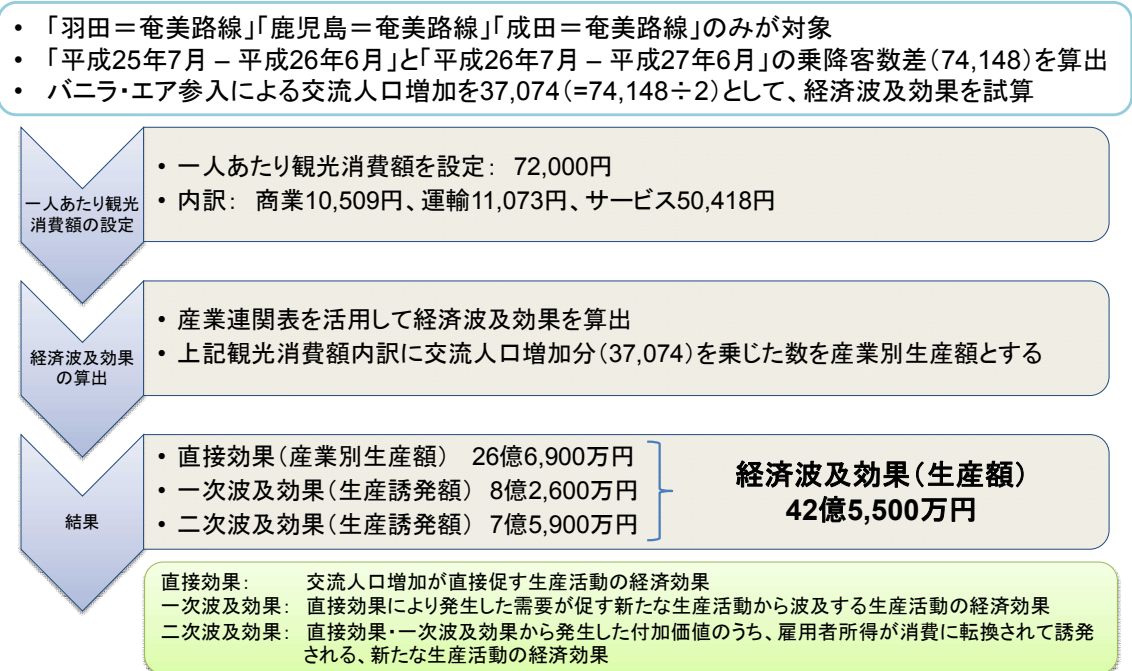 • 「羽田＝奄美路線」「鹿児島＝奄美路線」「成田＝奄美路線」のみが対象
• 「平成25年7月 – 平成26年6月」と「平成26年7月 – 平成27年6月」の乗降客数差(74,148)を算出
• バニラ・エア参入による交流人口増加を37,074(=74,148÷2)として、経済波及効果を試算
一人あたり観光
消費額の設定
• 一人あたり観光消費額を設定： 72,000円
• 内訳： 商業10,509円、運輸11,073円、サービス50,418円
経済波及効果
の算出
• 産業連関表を活用して経済波及効果を算出
• 上記観光消費額内訳に交流人口増加分(37,074)を乗じた数を産業別生産額とする
結果
• 直接効果(産業別生産額) 26億6,900万円
• 一次波及効果(生産誘発額) 8億2,600万円
• 二次波及効果(生産誘発額) 7億5,900万円
経済波及効果(生産額)
42億5,500万円
直接効果： 交流人口増加が直接促す生産活動の経済効果
一次波及効果： 直接効果により発生した需要が促す新たな生産活動から波及する生産活動の経済効果
二次波及効果： 直接効果・一次波及効果から発生した付加価値のうち、雇用者所得が消費に転換されて誘発
される、新たな生産活動の経済効果